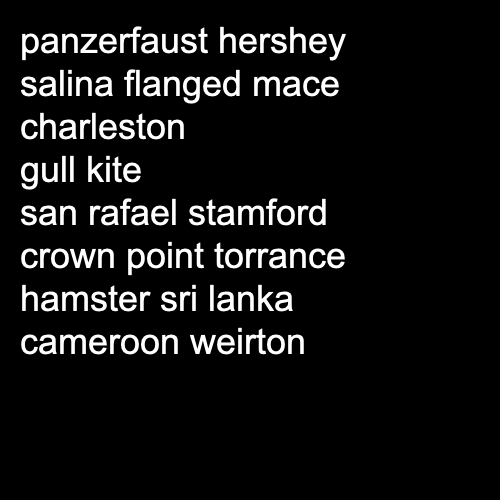 panzerfaust hershey
salina flanged mace
charleston
gull kite
san rafael stamford
crown point torrance
hamster sri lanka
cameroon weirton